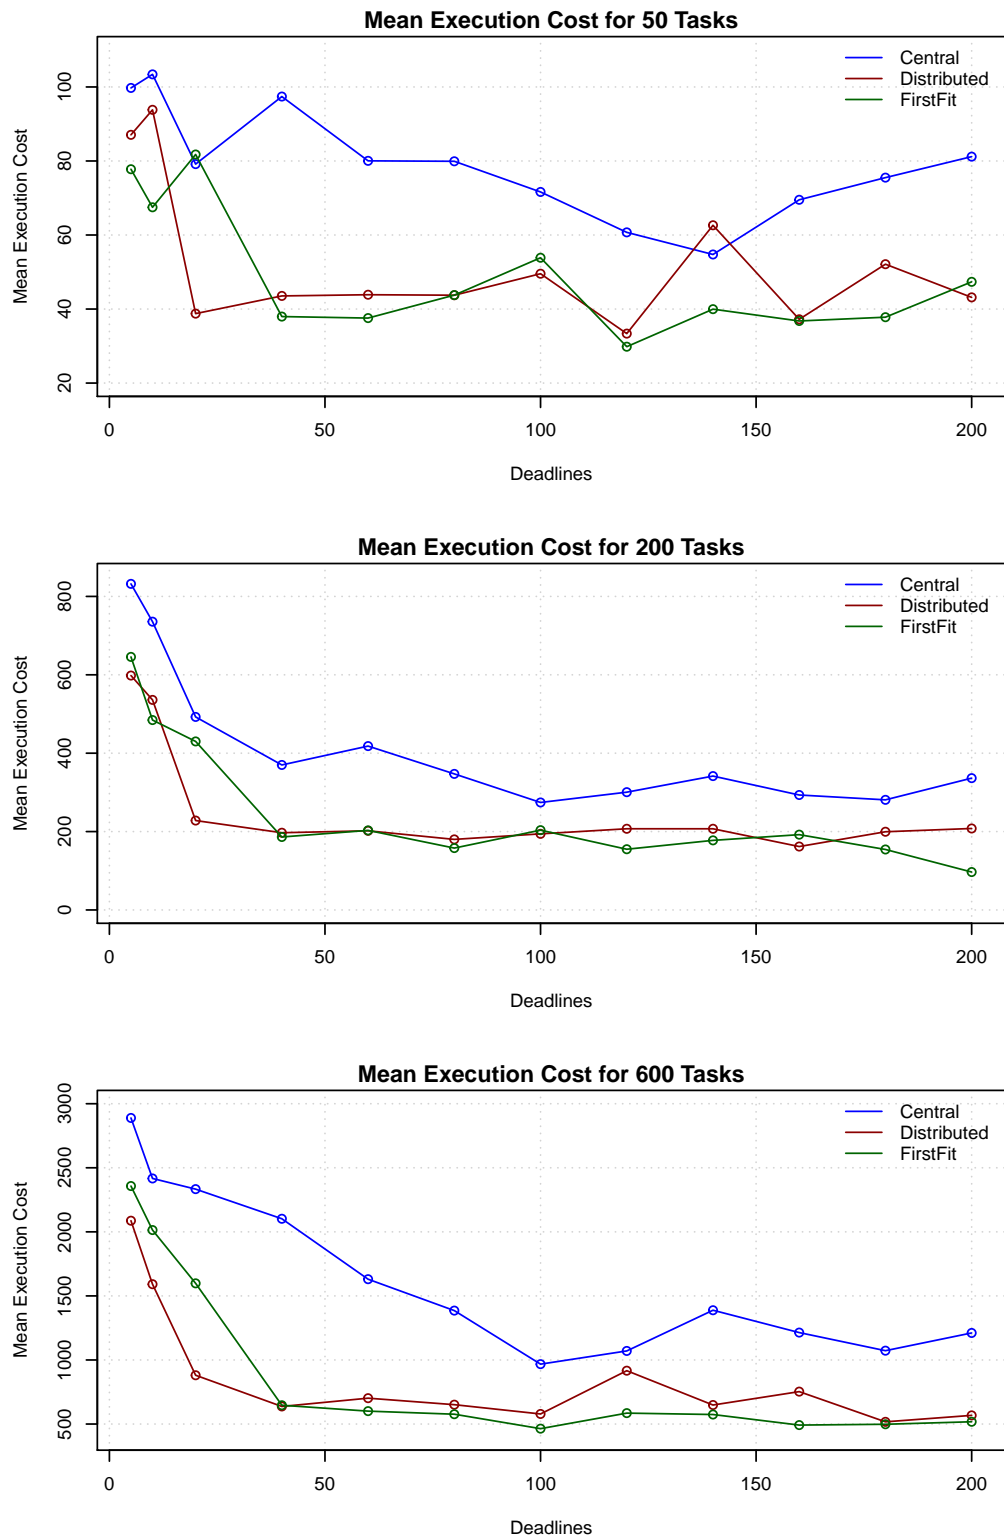 Mean Execution Cost for 50 Tasks
Central
Distributed
FirstFit
Mean Execution Cost
100
80
60
40
20
0 50 100 150 200
Deadlines
Mean Execution Cost for 200 Tasks
Central
Distributed
FirstFit
Mean Execution Cost
800
600
400
200
0
0 50 100 150 200
Deadlines
Mean Execution Cost for 600 Tasks
Central
Distributed
FirstFit
Mean Execution Cost
3000
2500
2000
1500
1000
500
0 50 100 150 200
Deadlines